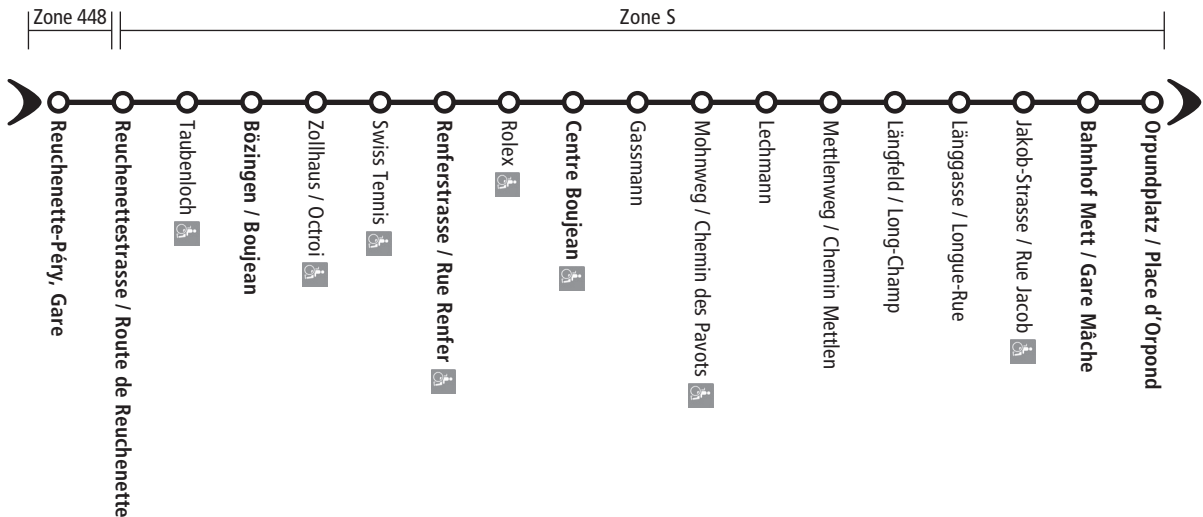 Zone 448
Zone S
Reuchenette-Péry, Gare
Reuchenettestrasse / Route de Reuchenette
Taubenloch
Bözingen / Boujean
Zollhaus / Octroi
Swiss Tennis
Renferstrasse / Rue Renfer
Rolex
Centre Boujean
Gassmann
Mohnweg / Chemin des Pavots
Lechmann
Mettlenweg / Chemin Mettlen
Längfeld / Long-Champ
Länggasse / Longue-Rue
Jakob-Strasse / Rue Jacob
Bahnhof Mett / Gare Mâche
Orpundplatz / Place d'Orpond